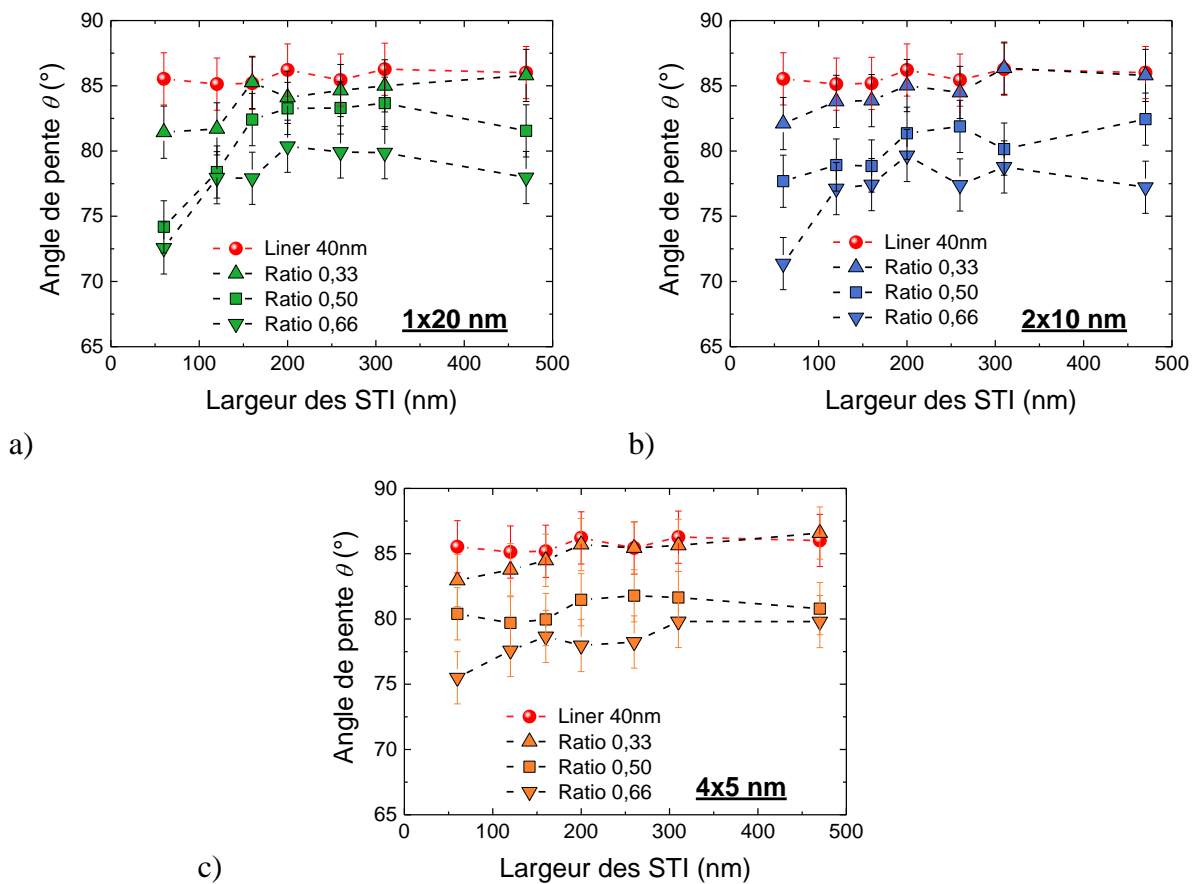 90
85
80
75
70
65
Angle de pente θ (°)
Liner 40nm
Ratio 0,33
Ratio 0,50
Ratio 0,66
1x20 nm
0 100 200 300 400 500
Largeur des STI (nm)
a)
90
85
80
75
70
65
Angle de pente θ (°)
Liner 40nm
Ratio 0,33
Ratio 0,50
Ratio 0,66
2x10 nm
0 100 200 300 400 500
Largeur des STI (nm)
b)
90
85
80
75
70
65
Angle de pente θ (°)
Liner 40nm
Ratio 0,33
Ratio 0,50
Ratio 0,66
4x5 nm
0 100 200 300 400 500
Largeur des STI (nm)
c)